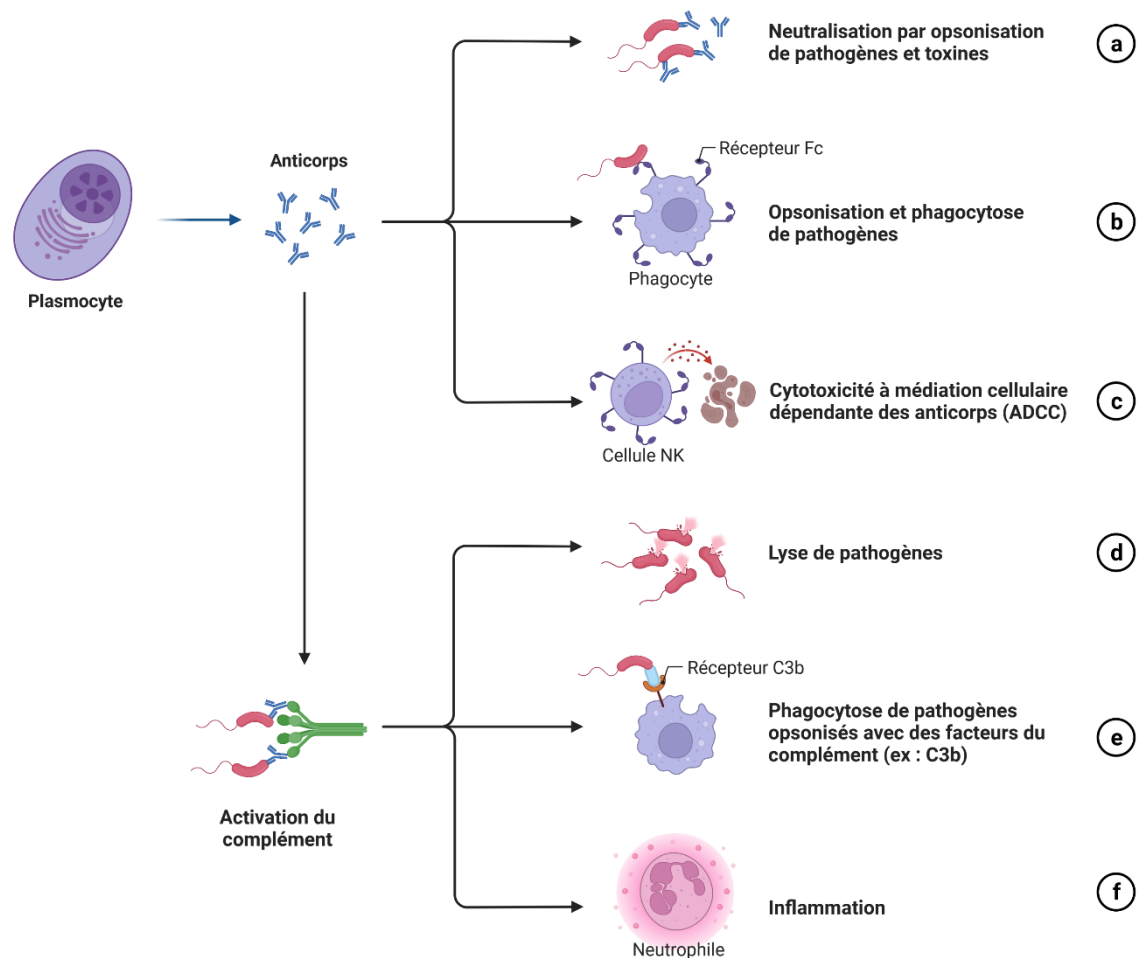 Neutralisation par opsonisation
de pathogènes et toxines
a
Anticorps
Plasmocyte
Récepteur Fc
Phagocyte
Opsonisation et phagocytose
de pathogènes
b
Cellule NK
Cytotoxicité à médiation cellulaire
dépendante des anticorps (ADCC)
c
Lyse de pathogènes
d
Activation du
complément
Récepteur C3b
Phagocytose de pathogènes
opsonisés avec des facteurs du
complément (ex : C3b)
e
Neutrophile
Inflammation
f